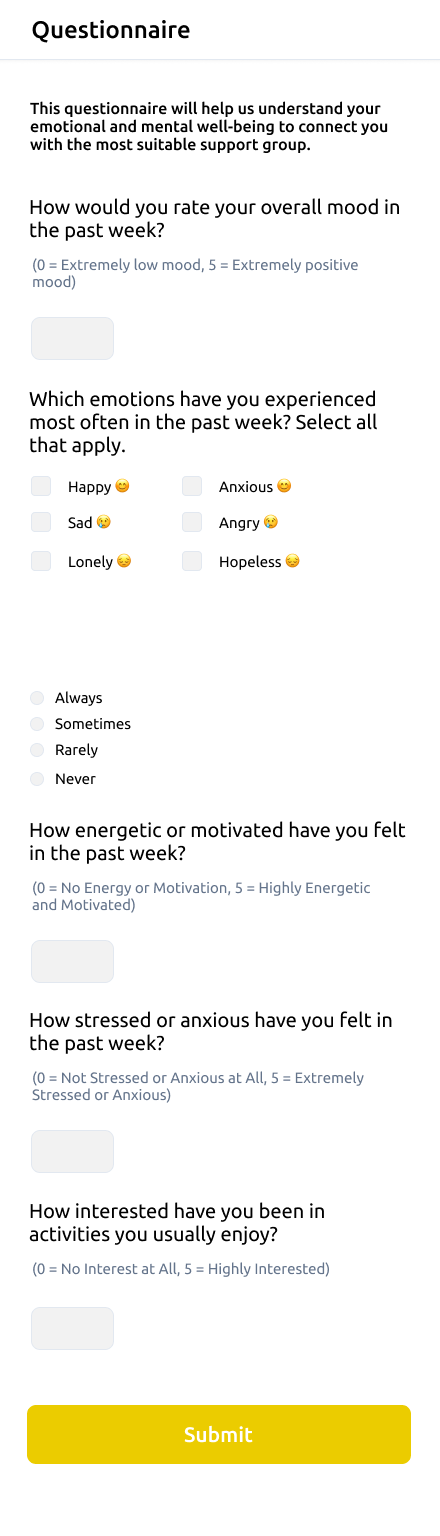 Questionnaire
This questionnaire will help us understand your
emotional and mental well-being to connect you
with the most suitable support group.
How would you rate your overall mood in
the past week?
(0 = Extremely low mood, 5 = Extremely positive
mood)
Which emotions have you experienced
most often in the past week? Select all
that apply.
Happy 😊 Anxious 😊
Sad 😢 Angry 😢
Lonely 😔 Hopeless 😔
Always
Sometimes
Rarely
Never
How energetic or motivated have you felt
in the past week?
(0 = No Energy or Motivation, 5 = Highly Energetic
and Motivated)
How stressed or anxious have you felt in
the past week?
(0 = Not Stressed or Anxious at All, 5 = Extremely
Stressed or Anxious)
How interested have you been in
activities you usually enjoy?
(0 = No Interest at All, 5 = Highly Interested)
Submit